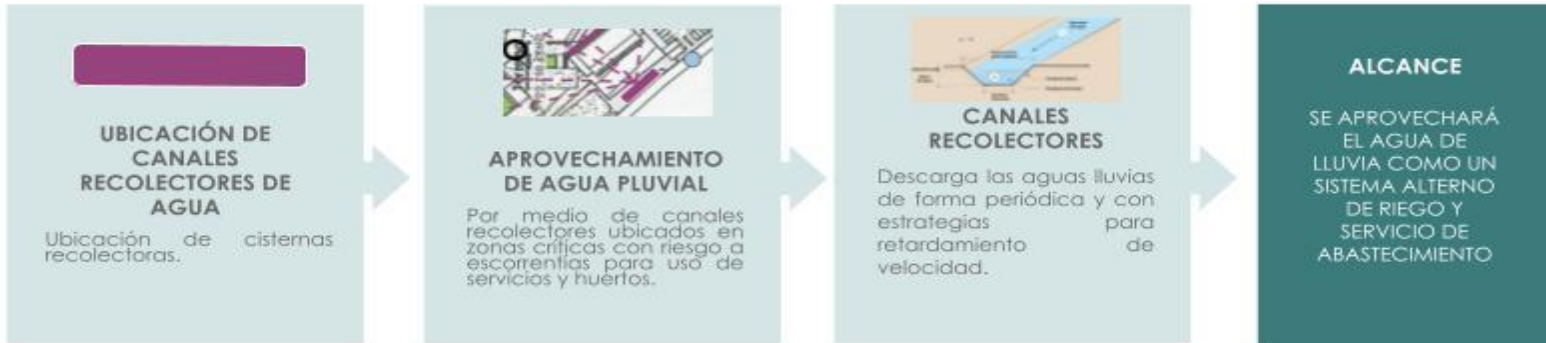 UBICACIÓN DE
CANALES
RECOLECTORES DE
AGUA
Ubicación de cisternas
recolectoras.
APROVECHAMIENTO
DE AGUA PLUVIAL
Por medio de canales
recolectores ubicados en
zonas críticas con riesgo a
escorrentías para uso de
servicios y huertos.
CANALES
RECOLECTORES
Descarga las aguas lluvias
de forma periódica y con
estrategias para
retardamiento de
velocidad.
ALCANCE
SE APROVECHARÁ
EL AGUA DE
LLUVIA COMO UN
SISTEMA ALTERNO
DE RIEGO Y
SERVICIO DE
ABASTECIMIENTO